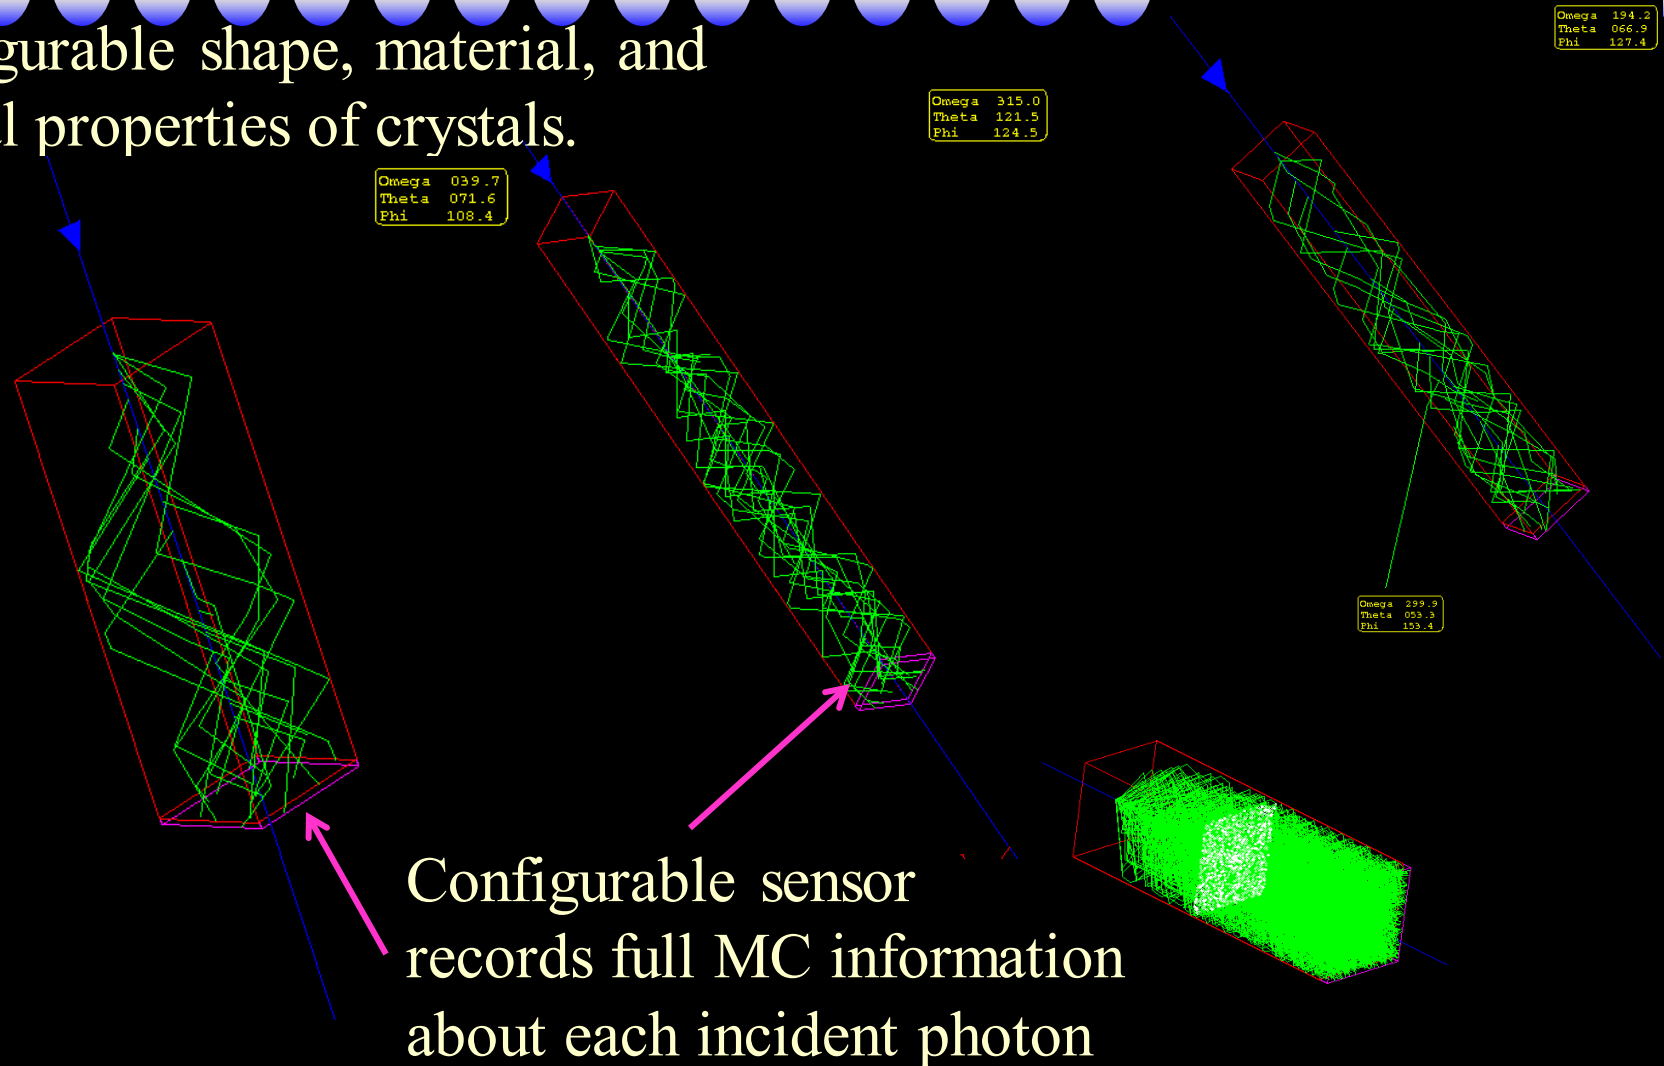 gurable shape, material, and
l properties of crystals.
Omega 194.2
Theta 066.9
Phi 127.4
Omega 315.0
Theta 121.5
Phi 124.5
Omega 039.7
Theta 071.6
Phi 108.4
Omega 299.9
Theta 053.3
Phi 153.4
Configurable sensor
records full MC information
about each incident photon